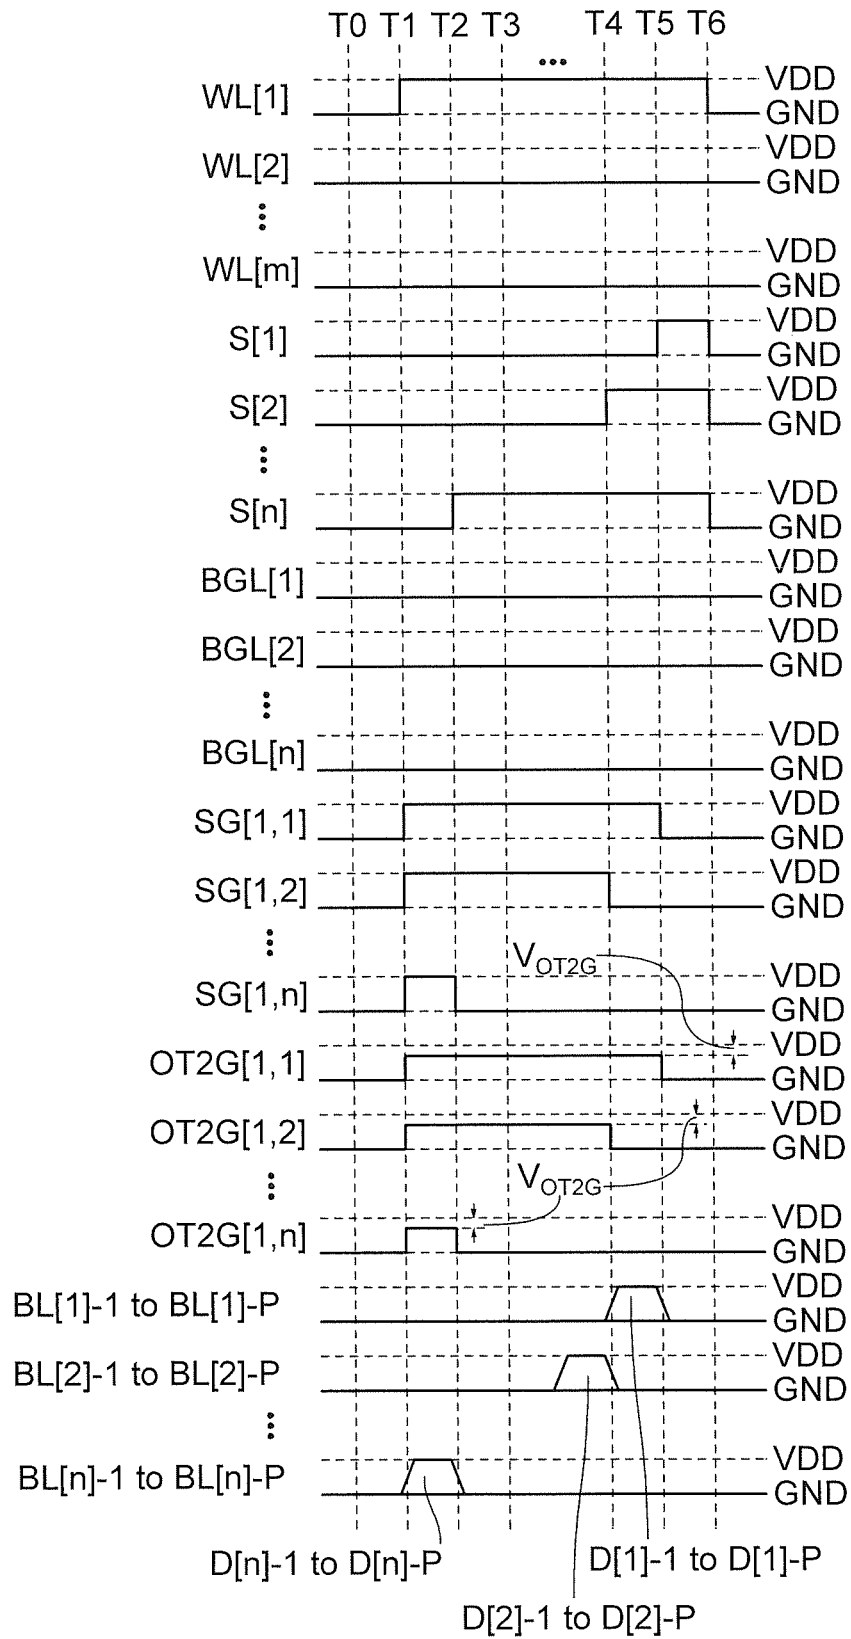 T0 T1 T2 T3 ... T4 T5 T6
WL[1] VDD
GND
WL[2] VDD
GND
WL[m] VDD
GND
S[1] VDD
GND
S[2] VDD
GND
S[n] VDD
GND
BGL[1] VDD
GND
BGL[2] VDD
GND
BGL[n] VDD
GND
SG[1,1] VDD
GND
SG[1,2] VDD
GND
VOT2G
SG[1,n] VDD
GND
OT2G[1,1] VDD
GND
OT2G[1,2] VDD
GND
VOT2G
OT2G[1,n] VDD
GND
BL[1]-1 to BL[1]-P VDD
GND
BL[2]-1 to BL[2]-P VDD
GND
BL[n]-1 to BL[n]-P VDD
GND
D[n]-1 to D[n]-P D[1]-1 to D[1]-P
D[2]-1 to D[2]-P